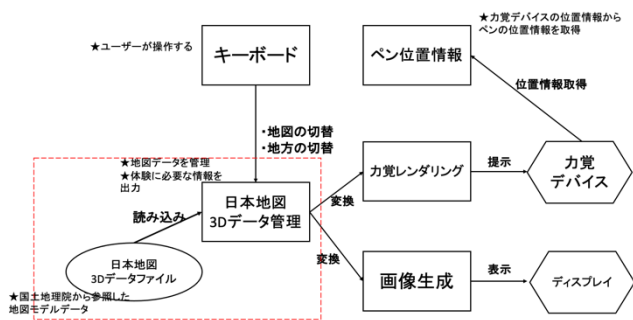 ★ユーザーが操作する
キーボード
・地図の切替
・地方の切替
★力覚デバイスの位置情報から
ペンの位置情報を取得
ペン位置情報
位置情報取得
★地図データを管理
★体験に必要な情報を
出力
読み込み
日本地図
3Dデータ管理
変換
力覚レンダリング
提示
力覚
デバイス
変換
画像生成
表示
ディスプレイ
日本地図
3Dデータファイル
★国土地理院から参照した
地図モデルデータ